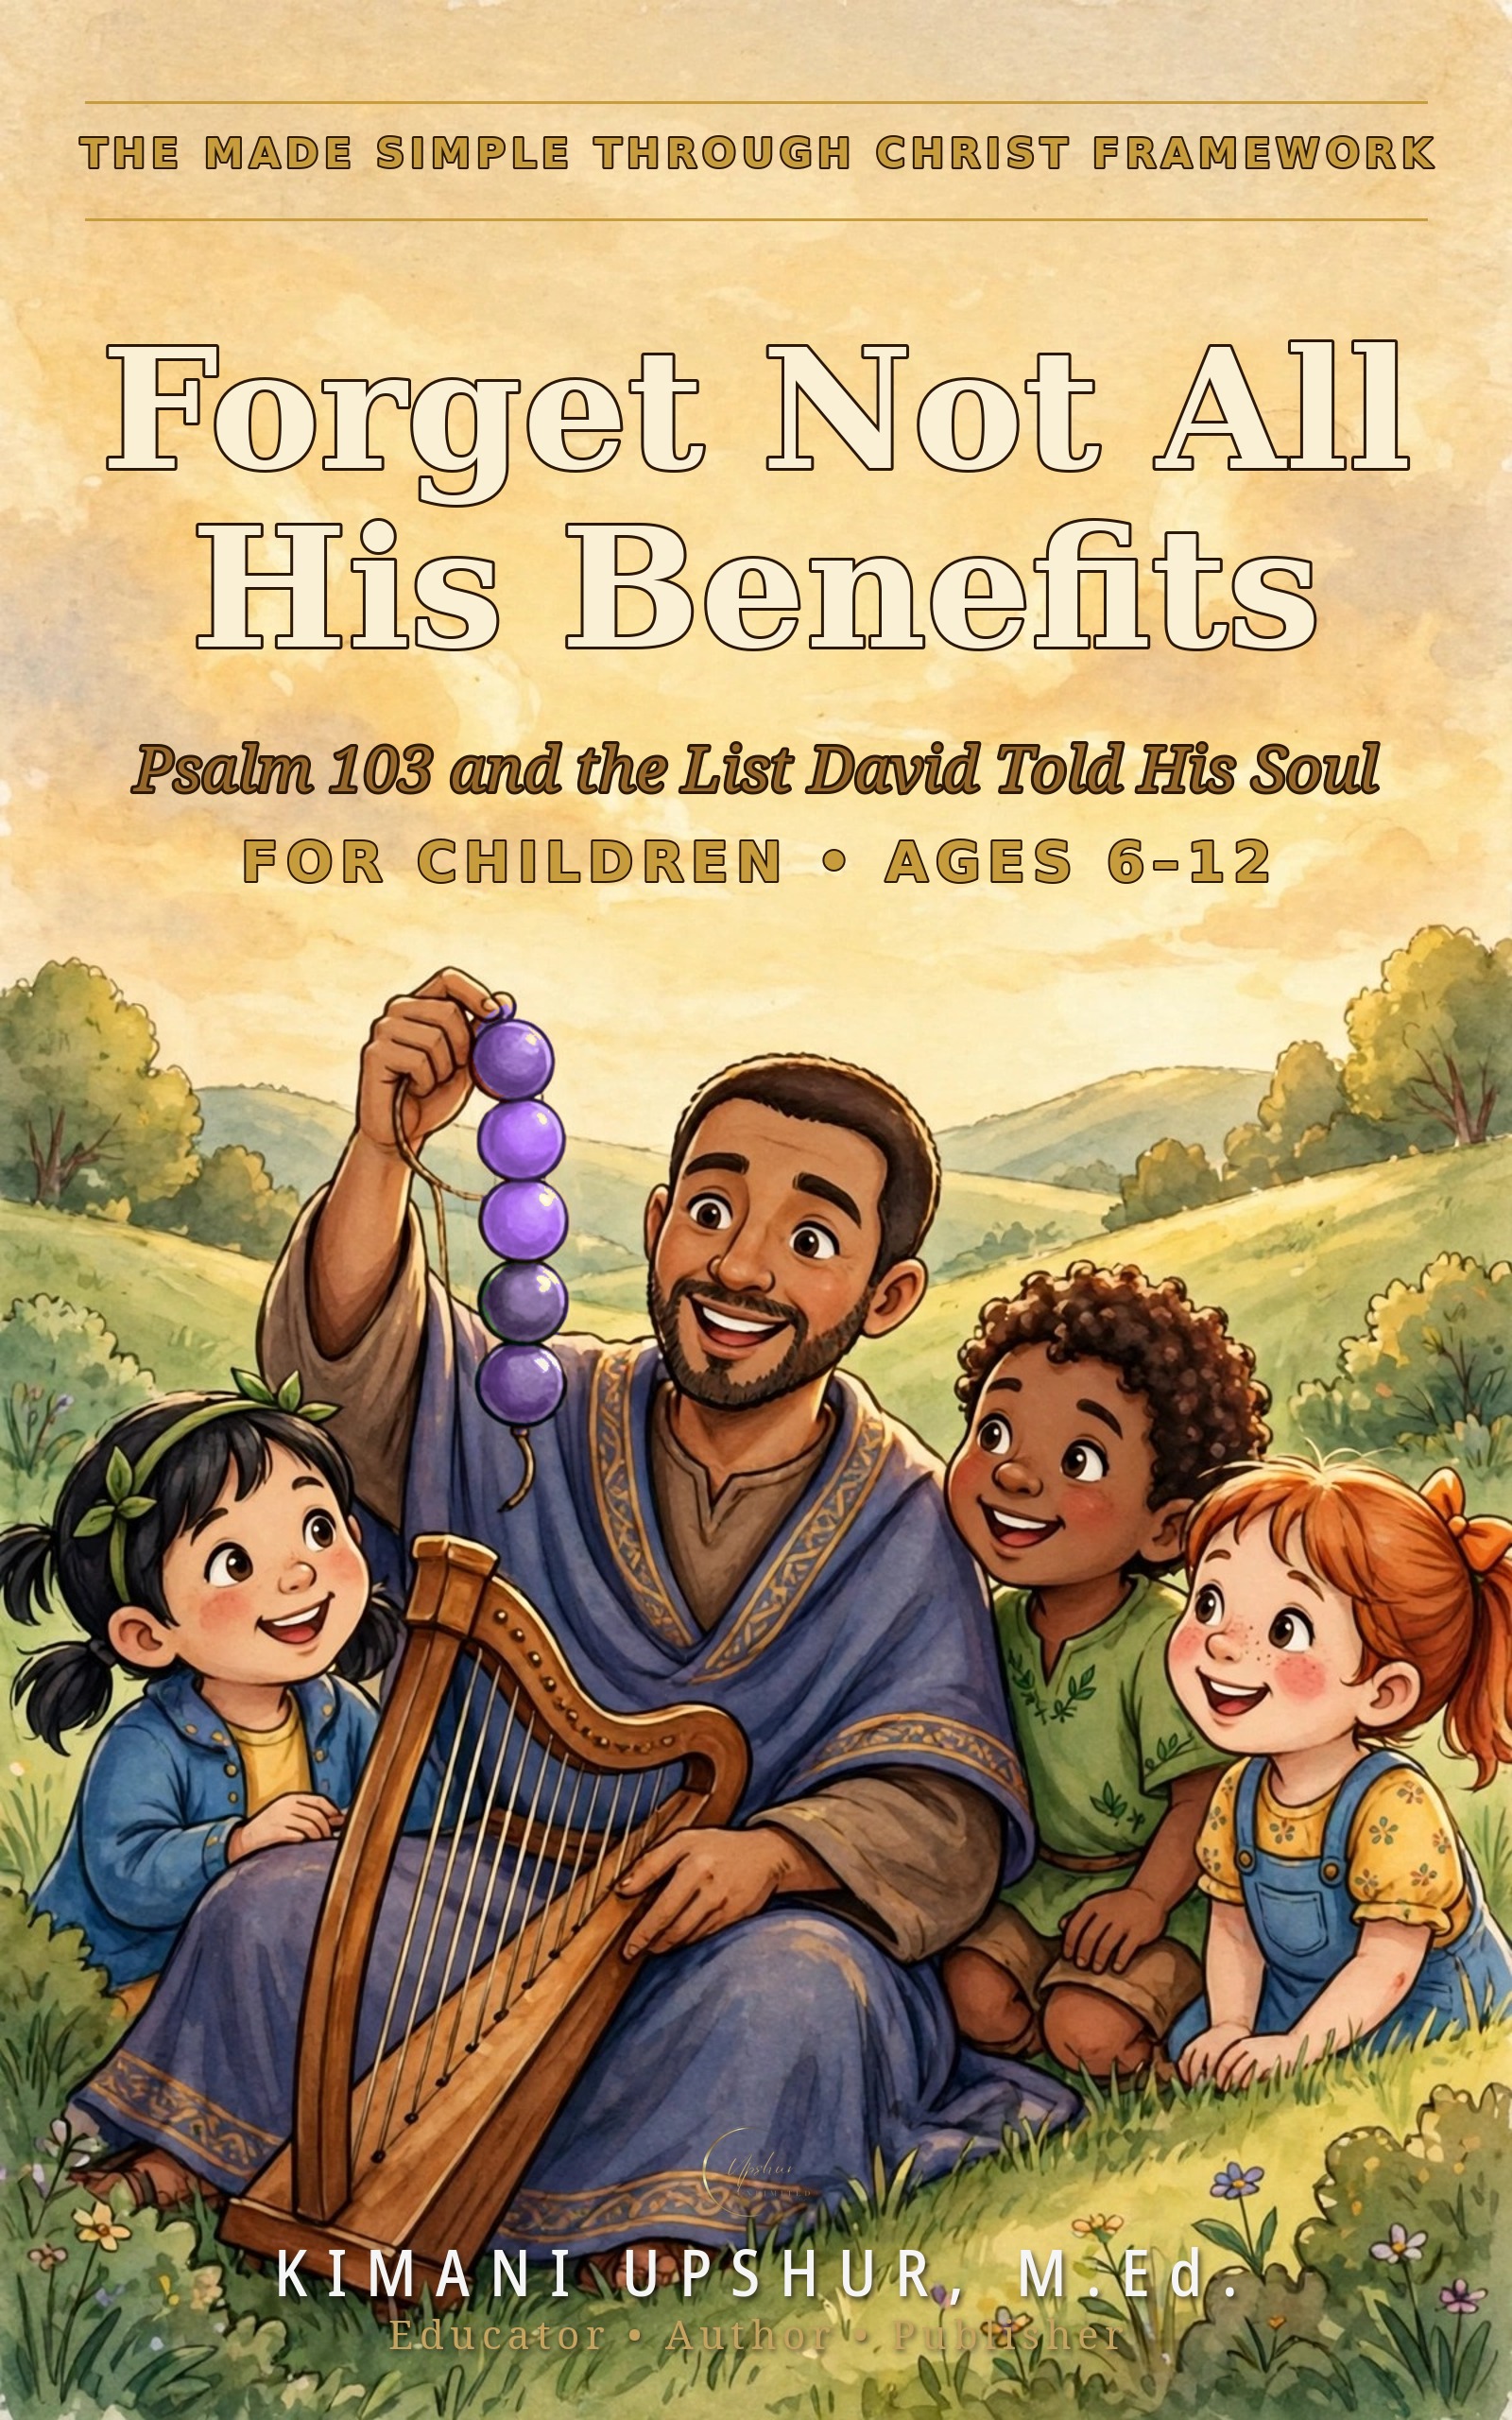 THE MADE SIMPLE THROUGH CHRIST FRAMEWORK
Forget Not All
His Benefits
Psalm 103 and the List David Told His Soul
FOR CHILDREN • AGES 6–12
Upshur
KIMANI UPSHUR, M.Ed.
Educator • Author • Publisher